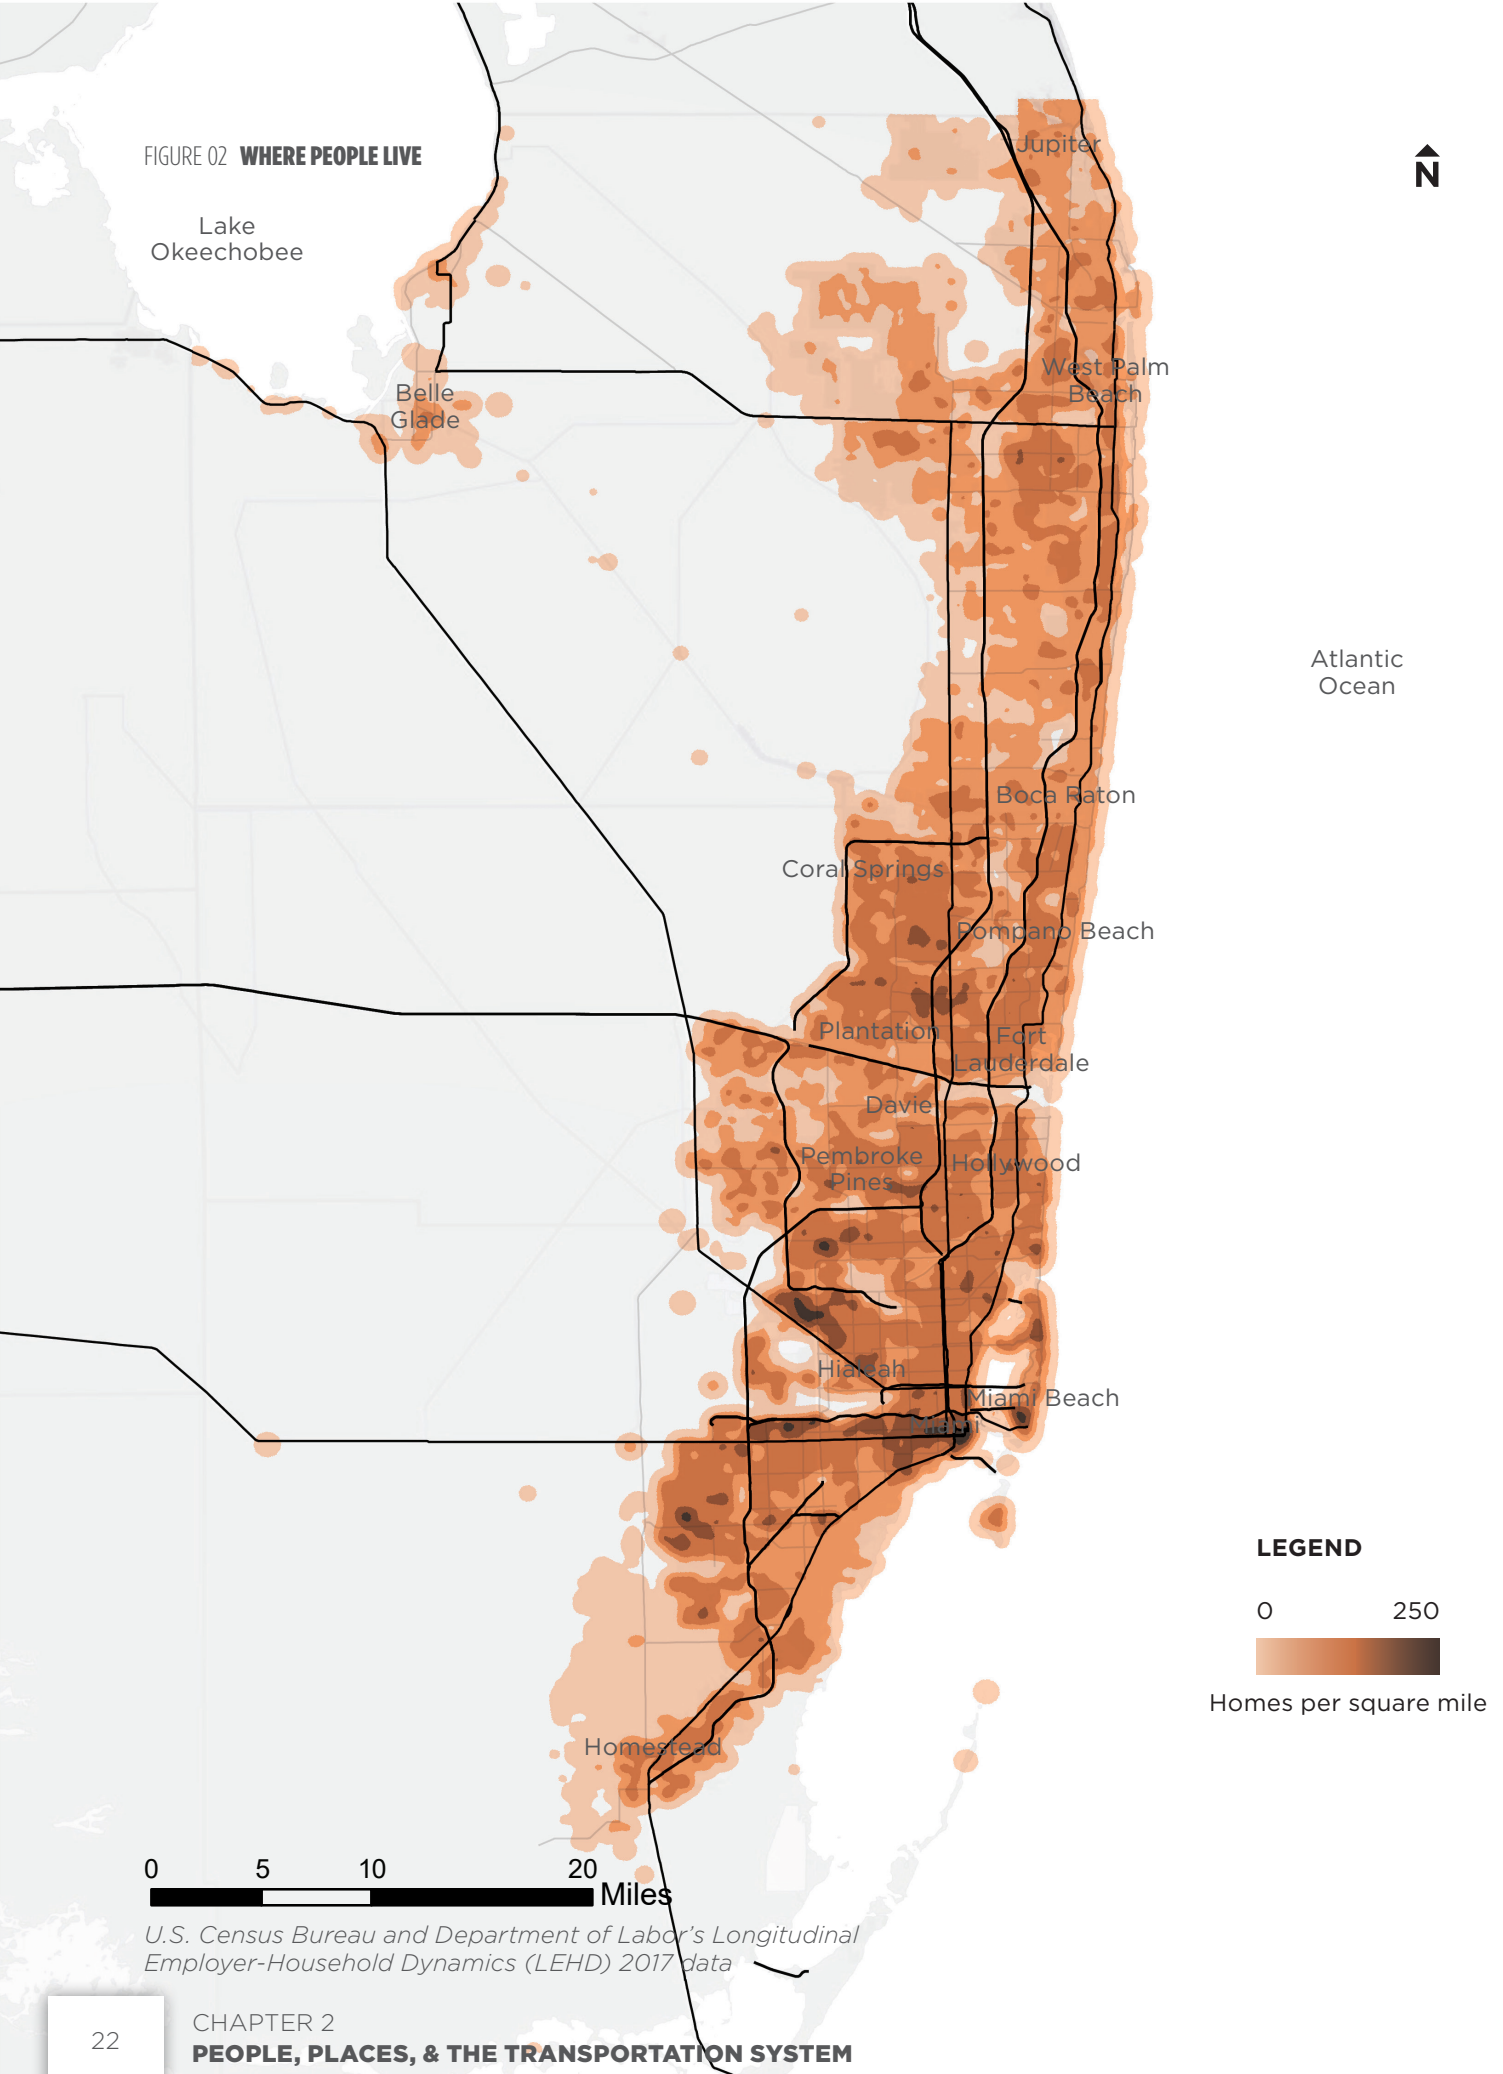 FIGURE 02 WHERE PEOPLE LIVE
N
Jupiter
Lake
Okeechobee
West Palm
Beach
Belle
Glade
Atlantic
Ocean
Boca Raton
Coral Springs
Pompano Beach
Plantation
Fort
Lauderdale
Davie
Pembroke
Pines
Hollywood
Hialeah
Miami Beach
Miami
Homestead
LEGEND
0 250
Homes per square mile
0 5 10 20
Miles
U.S. Census Bureau and Department of Labor's Longitudinal
Employer-Household Dynamics (LEHD) 2017 data
22
CHAPTER 2
PEOPLE, PLACES, & THE TRANSPORTATION SYSTEM